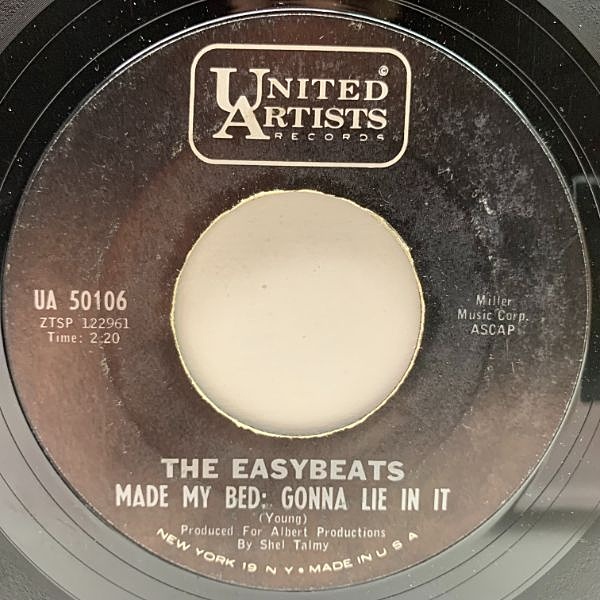 ©
UNITED
ARTISTS
RECORDS
UA 50106
ZTSP 122961
Time: 2:20
Miller
Music Corp.
ASCAP
THE EASYBEATS
MADE MY BED: GONNA LIE IN IT
(Young)
Produced For Albert Productions
By Shel Talmy
NEW YORK 19 N Y • MADE IN U S A